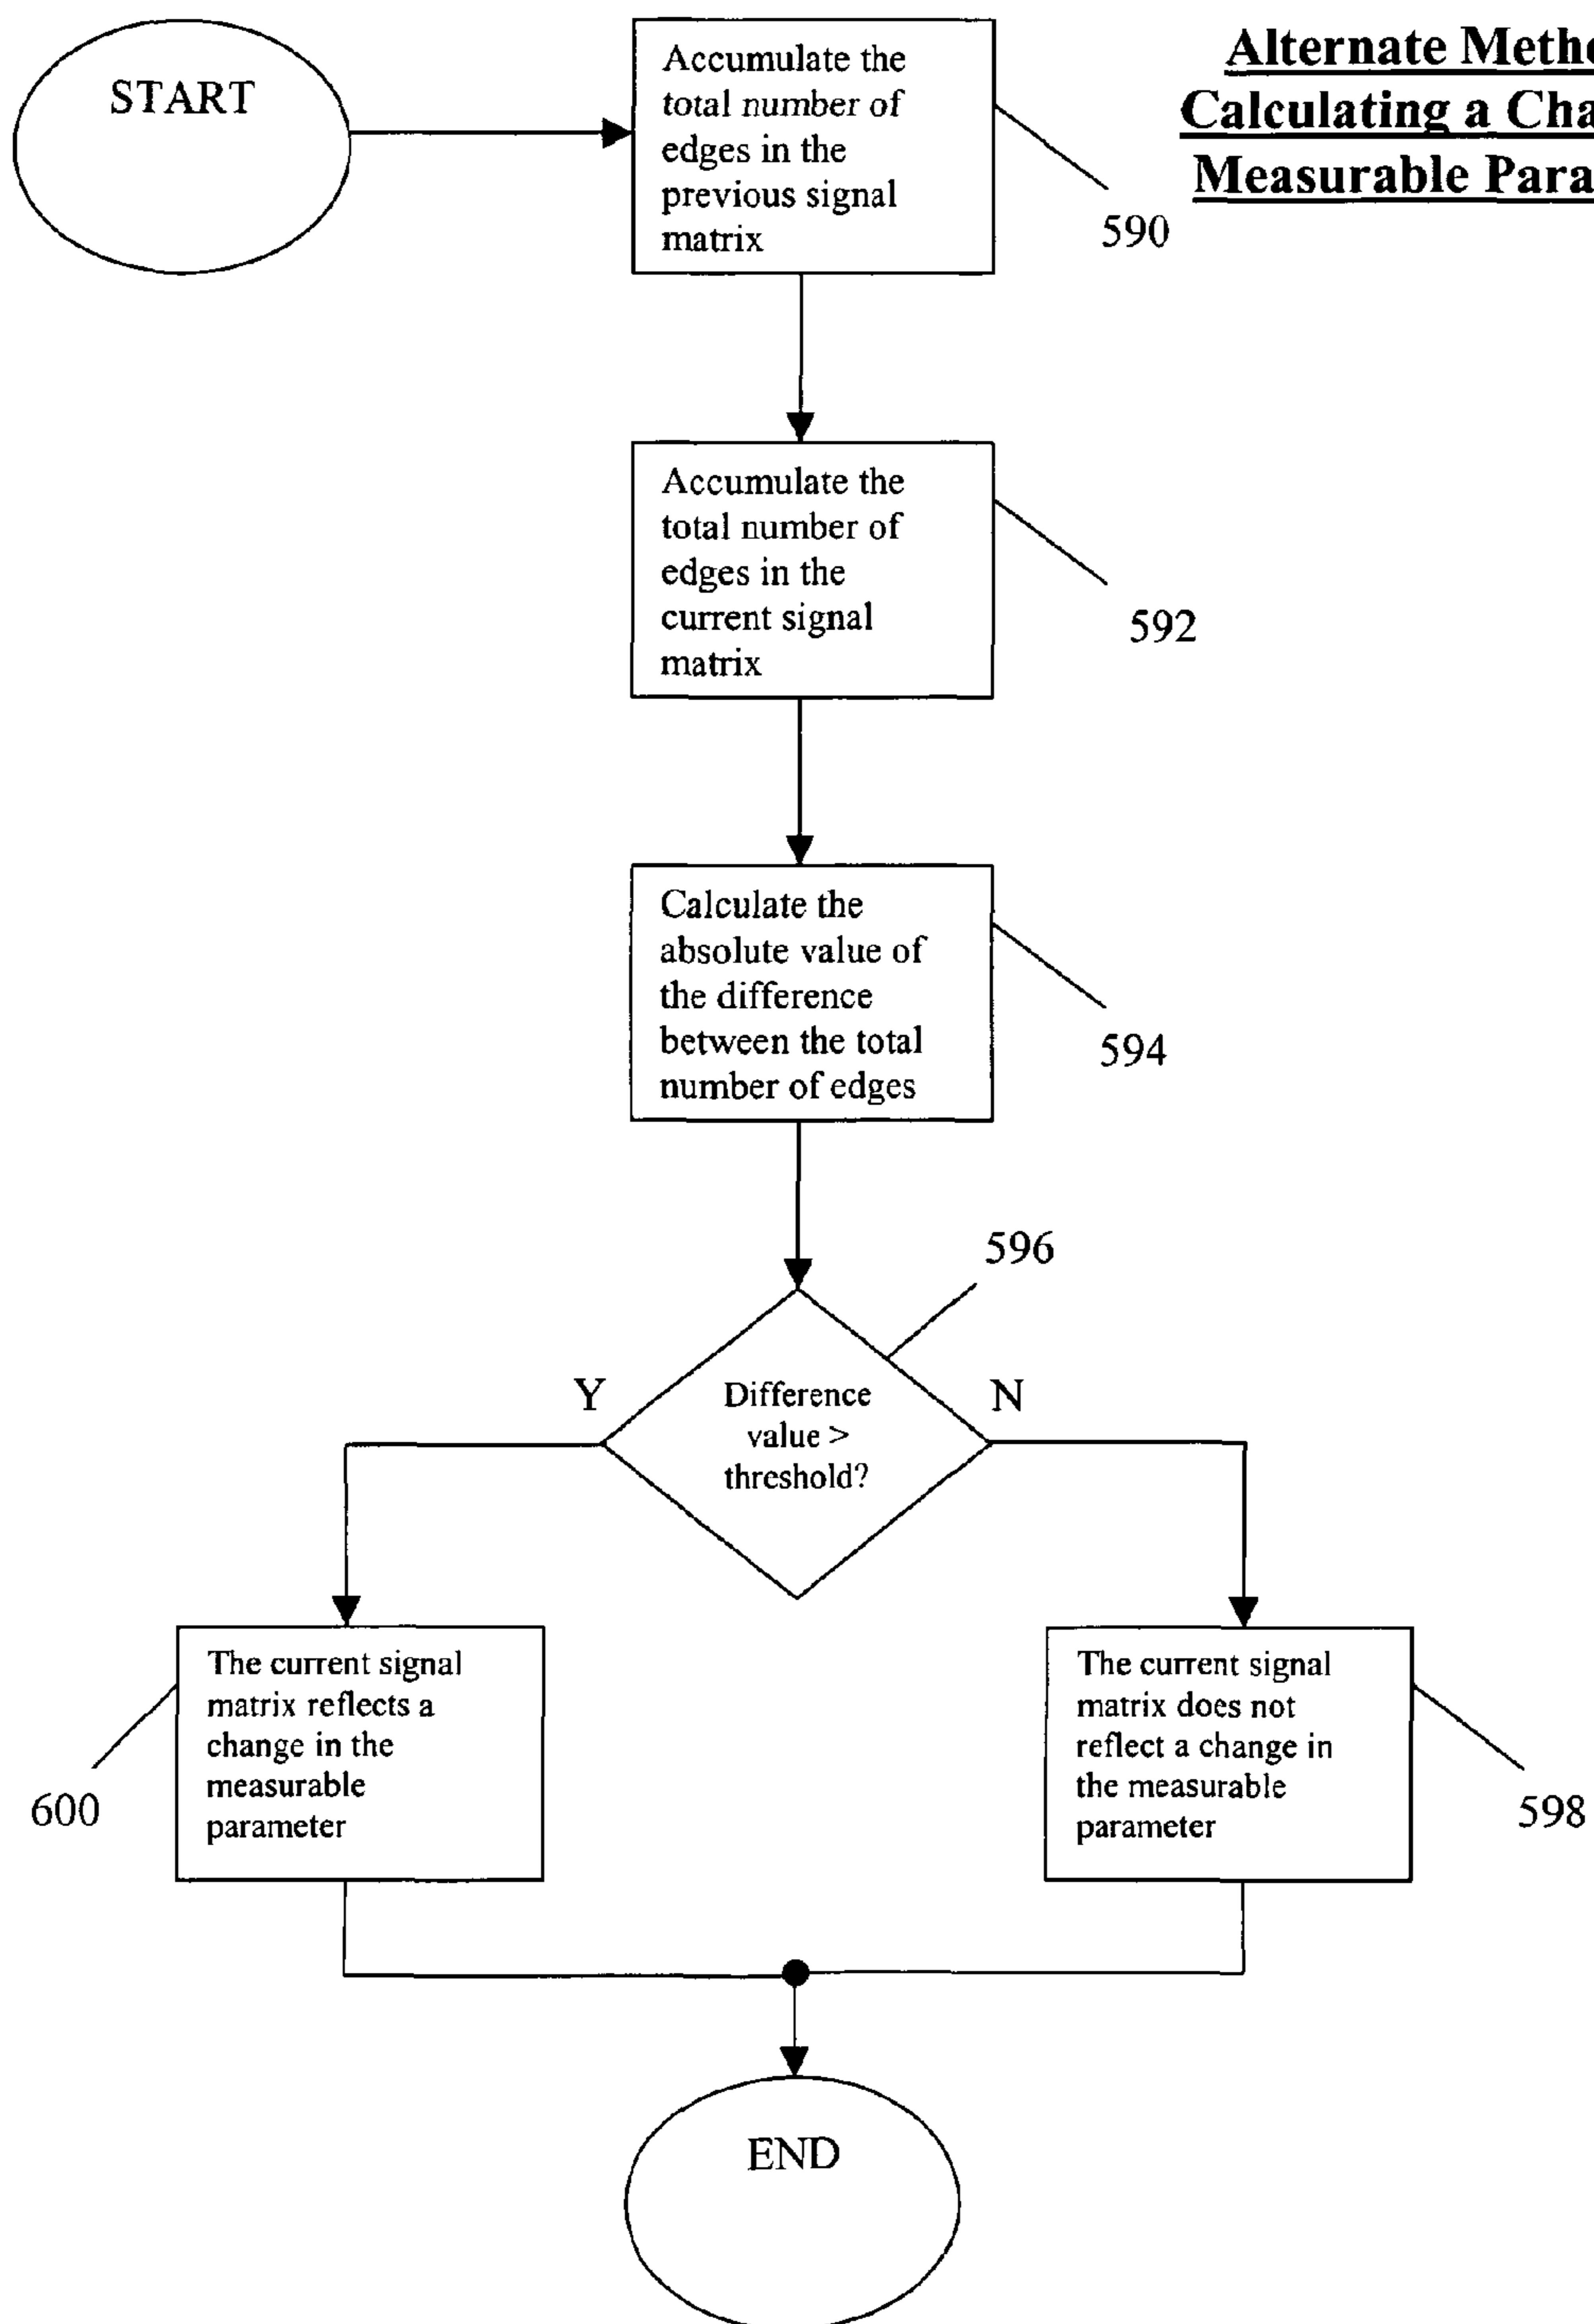 START
Accumulate the
total number of
edges in the
previous signal
matrix
590
Alternate Meth
Calculating a Cha
Measurable Para
Accumulate the
total number of
edges in the
current signal
matrix
592
Calculate the
absolute value of
the difference
between the total
number of edges
594
596
Y
Difference
value >
threshold?
N
The current signal
matrix reflects a
change in the
measurable
parameter
600
The current signal
matrix does not
reflect a change in
the measurable
parameter
598
END